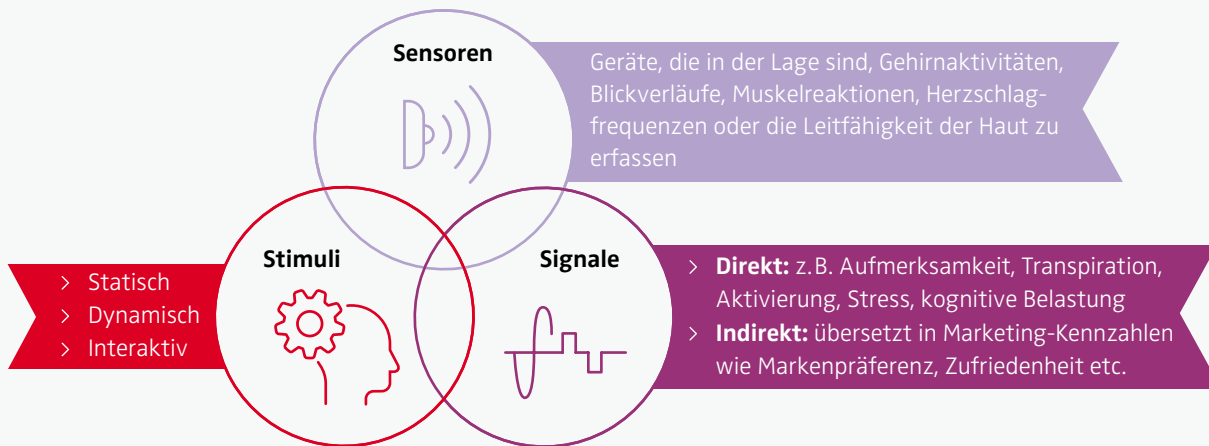 Sensoren
Geräte, die in der Lage sind, Gehirnaktivitäten,
Blickverläufe, Muskelreaktionen, Herzschlag-
frequenzen oder die Leitfähigkeit der Haut zu
erfassen
Stimuli
> Statisch
> Dynamisch
> Interaktiv
Signale
> Direkt: z.B. Aufmerksamkeit, Transpiration,
Aktivierung, Stress, kognitive Belastung
> Indirekt: übersetzt in Marketing-Kennzahlen
wie Markenpräferenz, Zufriedenheit etc.